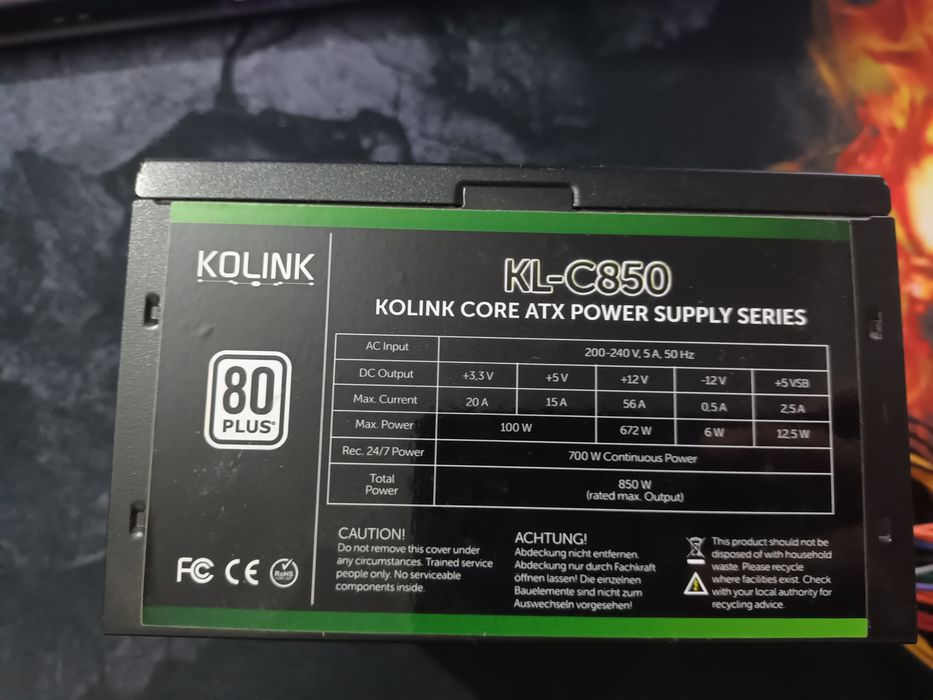 KOLINK
80
PLUS®
KL-C850
KOLINK CORE ATX POWER SUPPLY SERIES
AC Input 200-240 V, 5 A, 50 Hz
DC Output +3,3 V +5 V +12 V -12 V +5 VSB
Max. Current 20 A 15 A 56 A 0,5 A 2,5 A
Max. Power 100 W 672 W 6 W 12,5 W
Rec. 24/7 Power 700 W Continuous Power
Total
Power
850 W
(rated max. Output)
CAUTION!
Do not remove this cover under
any circumstances. Trained service
people only. No serviceable
components inside.
ACHTUNG!
Abdeckung nicht entfernen.
Abdeckung nur durch Fachkraft
öffnen lassen! Die einzelnen
Bauelemente sind nicht zum
Auswechseln vorgesehen!
This product should not be
disposed of with household
waste. Please recycle
where facilities exist. Check
with your local authority for
recycling advice.
FC CE RoHS